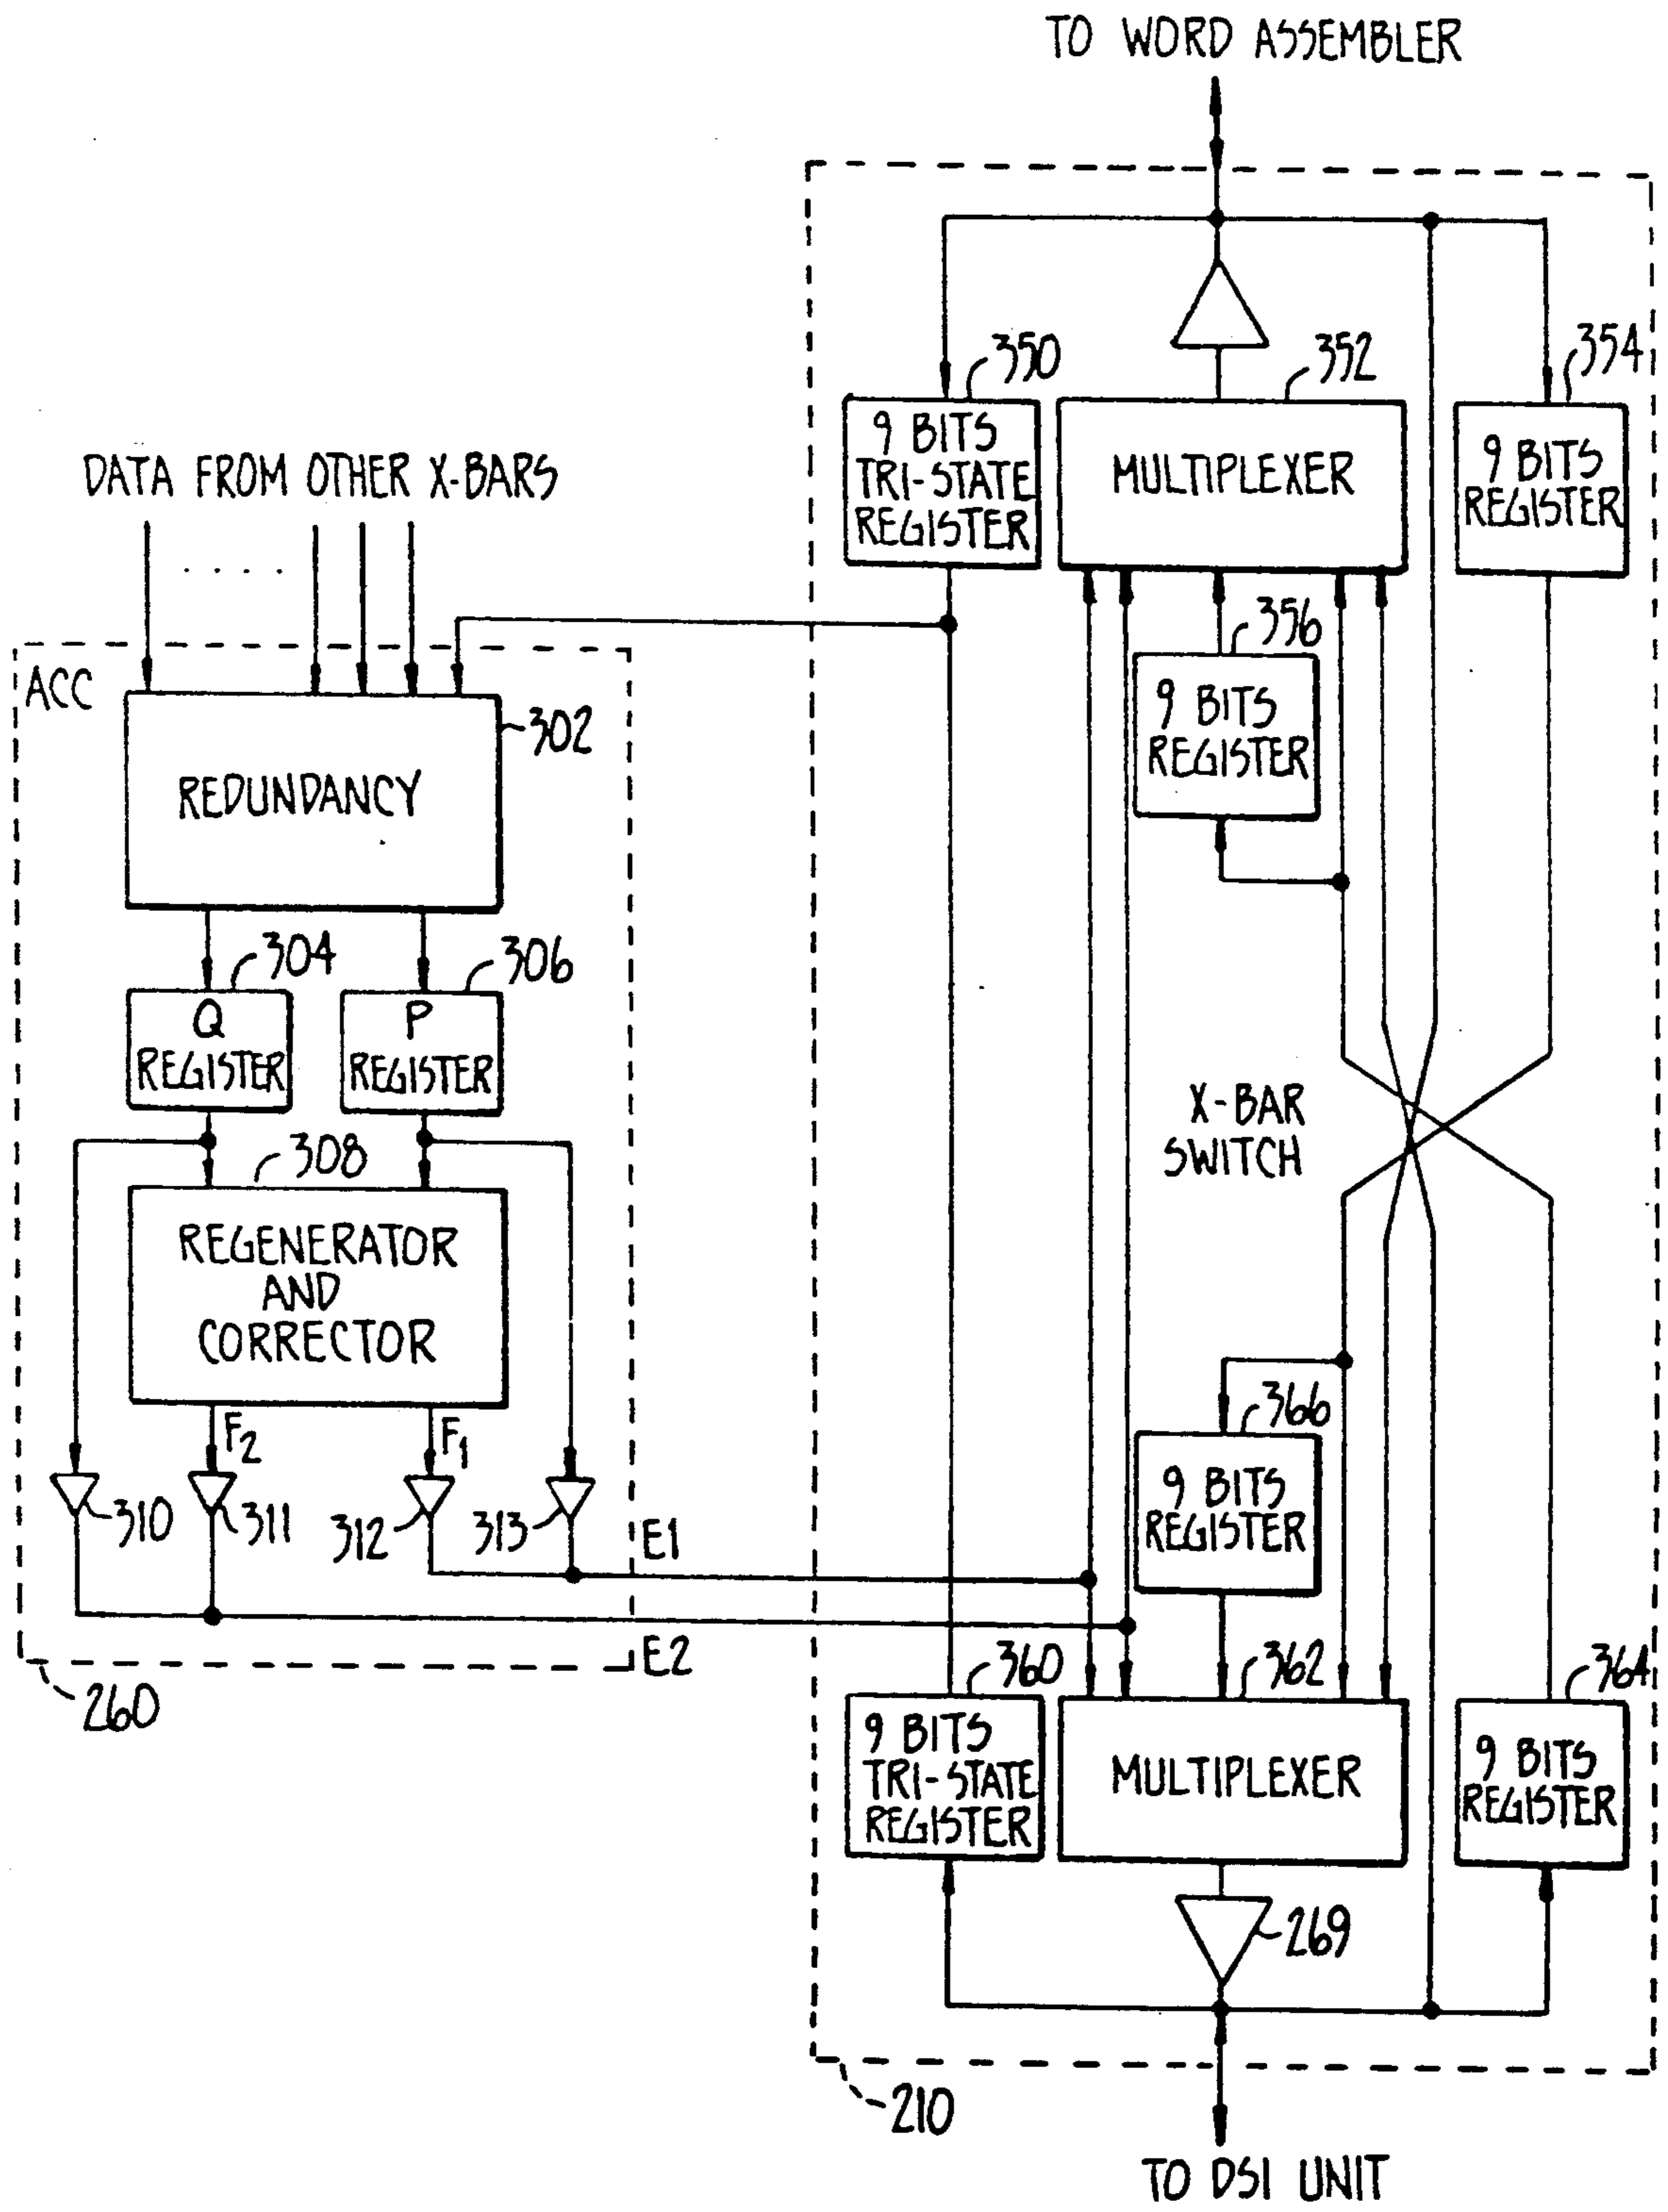 TO WORD ASSEMBLER
350
352
354
9 BITS
TRI-STATE
REGISTER
MULTIPLEXER
9 BITS
REGISTER
DATA FROM OTHER X-BARS
. . . .
356
9 BITS
REGISTER
ACC
302
REDUNDANCY
304
306
Q
REGISTER
P
REGISTER
X-BAR
SWITCH
308
REGENERATOR
AND
CORRECTOR
F2
F1
366
9 BITS
REGISTER
310
311
312
313
E1
E2
260
360
362
364
9 BITS
TRI-STATE
REGISTER
MULTIPLEXER
9 BITS
REGISTER
269
210
TO DSI UNIT